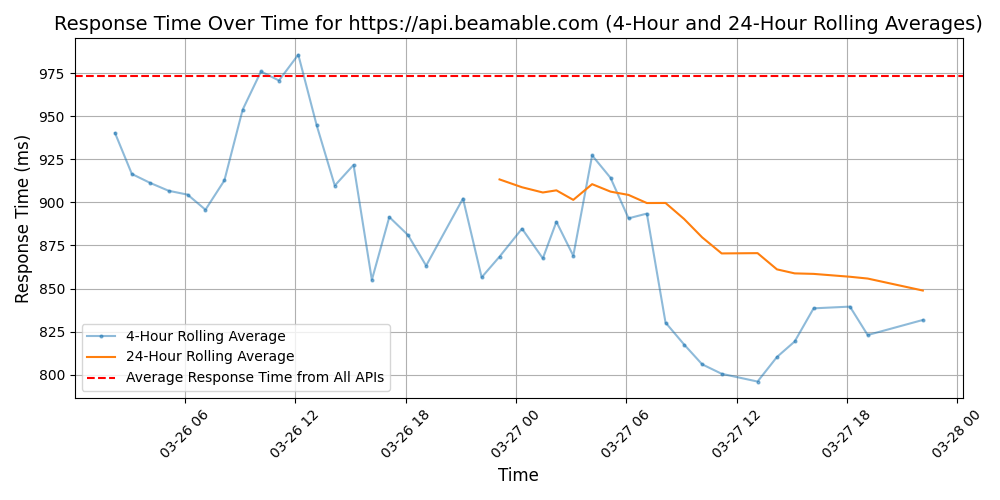 Response Time Over Time for https://api.beamable.com (4-Hour and 24-Hour Rolling Averages)
Response Time (ms)
975
950
925
900
875
850
825
800
4-Hour Rolling Average
24-Hour Rolling Average
Average Response Time from All APIs
03-26 06
03-26 12
03-26 18
03-27 00
03-27 06
03-27 12
03-27 18
03-28 00
Time